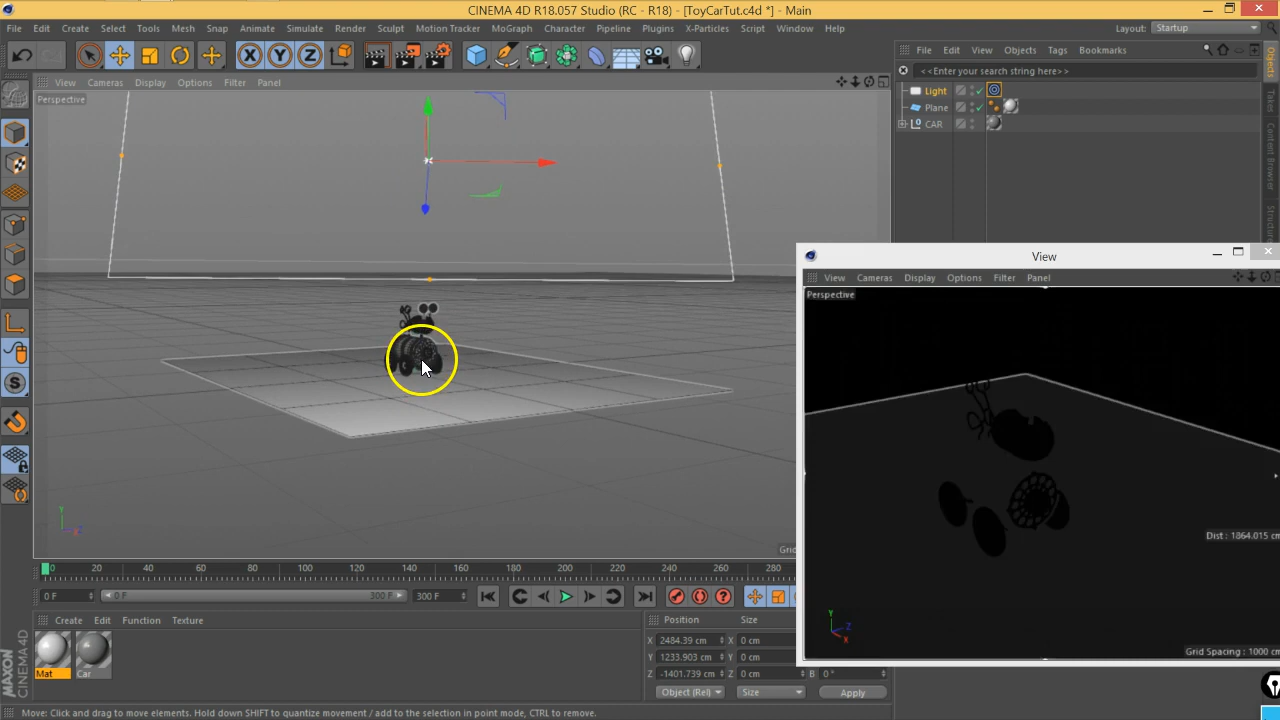 CINEMA 4D R18.057 Studio (RC - R18) - [ToyCarTut.c4d *] - Main
File Edit Create Select Tools Mesh Snap Animate Simulate Render Sculpt Motion Tracker MoGraph Character Pipeline Plugins X-Particles Script Window Help Layout: Startup
X Y Z
View Cameras Display Options Filter Panel
File Edit View Objects Tags Bookmarks
<<Enter your search string here>>
Perspective
Light
Plane
CAR
Objects
Takes
Content Browser
View
View Cameras Display Options Filter Panel
Perspective
Dist : 1864.015 cm
Y
Z
X
Grid Spacing : 1000 cm
Y
Grid
0 20 40 60 80 100 120 140 160 180 200 220 240 260 280
0 F 0 F 300 F 300 F
Create Edit Function Texture
Position Size
Mat Car
X 2484.39 cm X 0 cm
Y 1233.903 cm Y 0 cm
Z -1401.739 cm Z 0 cm B 0 °
Object (Rel) Size Apply
MAXON CINEMA 4D
Move: Click and drag to move elements. Hold down SHIFT to quantize movement / add to the selection in point mode, CTRL to remove.